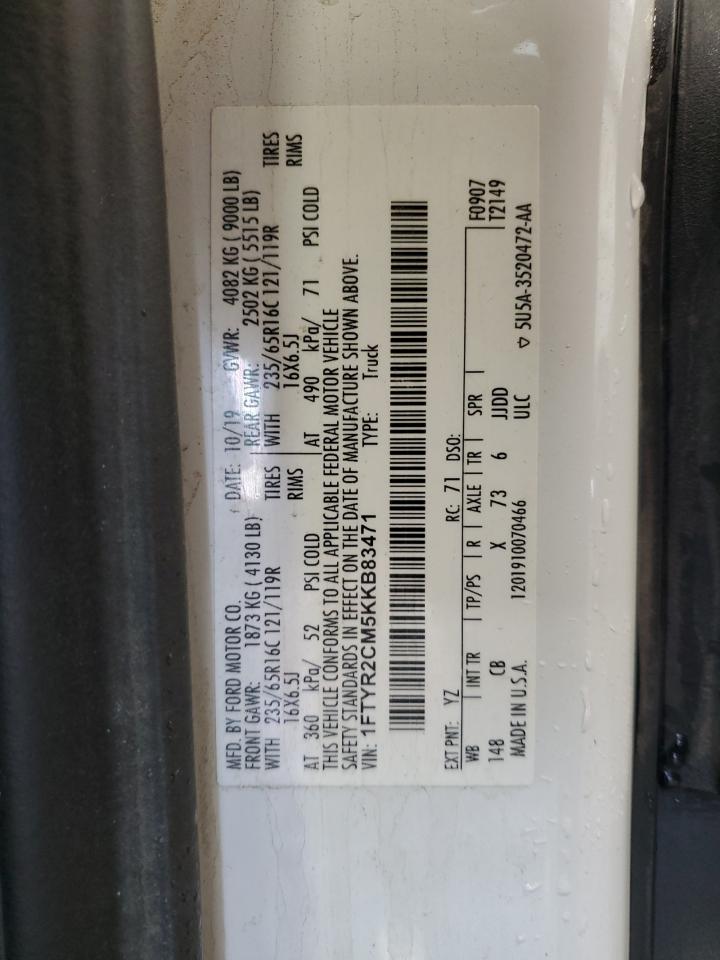 MFD. BY FORD MOTOR CO. DATE: 10/19 GVWR: 4082 KG ( 9000 LB)
FRONT GAWR: 1873 KG ( 4130 LB) REAR GAWR: 2502 KG ( 5515 LB)
WITH 235/65R16C 121/119R TIRES WITH 235/65R16C 121/119R TIRES
16X6.5J RIMS 16X6.5J RIMS
AT 360 kPa/ 52 PSI COLD AT 490 kPa/ 71 PSI COLD
THIS VEHICLE CONFORMS TO ALL APPLICABLE FEDERAL MOTOR VEHICLE
SAFETY STANDARDS IN EFFECT ON THE DATE OF MANUFACTURE SHOWN ABOVE.
VIN: 1FTYR2CM5KKB83471 TYPE: Truck
EXT PNT: YZ RC: 71 DSO:
WB INT TR TP/PS R AXLE TR SPR F0907
148 CB X 73 6 JJDD T2149
MADE IN U.S.A. 1201910070466 ULC 5U5A-3520472-AA